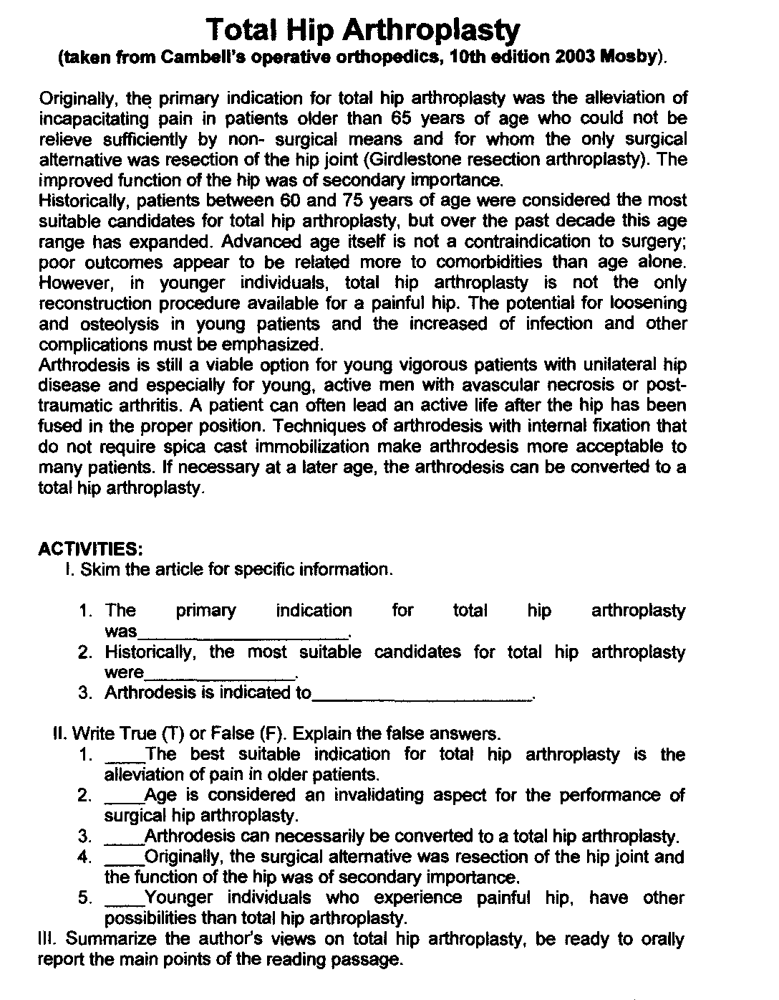 Total Hip Arthroplasty
(taken from Cambell's operative orthopedics, 10th edition 2003 Mosby).
Originally, the primary indication for total hip arthroplasty was the alleviation of
incapacitating pain in patients older than 65 years of age who could not be
relieve sufficiently by non- surgical means and for whom the only surgical
alternative was resection of the hip joint (Girdlestone resection arthroplasty). The
improved function of the hip was of secondary importance.
Historically, patients between 60 and 75 years of age were considered the most
suitable candidates for total hip arthroplasty, but over the past decade this age
range has expanded. Advanced age itself is not a contraindication to surgery;
poor outcomes appear to be related more to comorbidities than age alone.
However, in younger individuals, total hip arthroplasty is not the only
reconstruction procedure available for a painful hip. The potential for loosening
and osteolysis in young patients and the increased of infection and other
complications must be emphasized.
Arthrodesis is still a viable option for young vigorous patients with unilateral hip
disease and especially for young, active men with avascular necrosis or post-
traumatic arthritis. A patient can often lead an active life after the hip has been
fused in the proper position. Techniques of arthrodesis with internal fixation that
do not require spica cast immobilization make arthrodesis more acceptable to
many patients. If necessary at a later age, the arthrodesis can be converted to a
total hip arthroplasty.
ACTIVITIES:
I. Skim the article for specific information.
1. The primary indication for total hip arthroplasty
was______________________.
2. Historically, the most suitable candidates for total hip arthroplasty
were________________.
3. Arthrodesis is indicated to_______________________.
II. Write True (T) or False (F). Explain the false answers.
1. ____The best suitable indication for total hip arthroplasty is the
alleviation of pain in older patients.
2. ____Age is considered an invalidating aspect for the performance of
surgical hip arthroplasty.
3. ____Arthrodesis can necessarily be converted to a total hip arthroplasty.
4. ____Originally, the surgical alternative was resection of the hip joint and
the function of the hip was of secondary importance.
5. ____Younger individuals who experience painful hip, have other
possibilities than total hip arthroplasty.
III. Summarize the author's views on total hip arthroplasty, be ready to orally
report the main points of the reading passage.